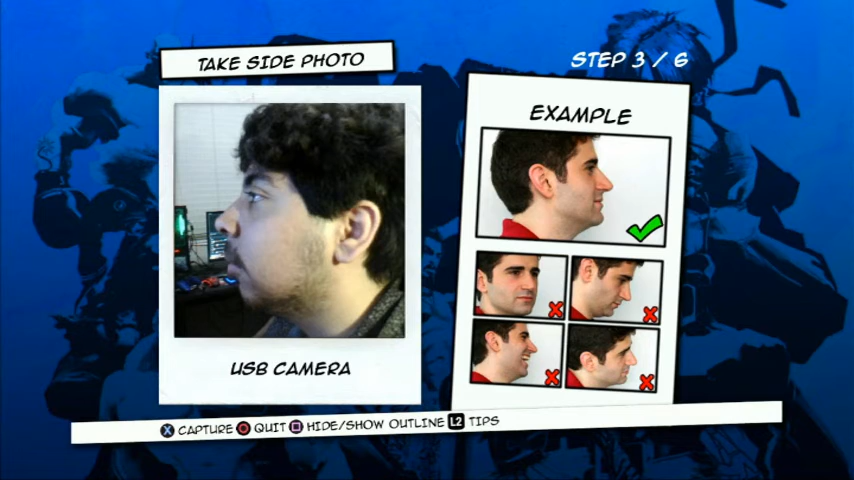 TAKE SIDE PHOTO
STEP 3 / 6
EXAMPLE
USB CAMERA
X CAPTURE QUIT HIDE/SHOW OUTLINE L2 TIPS